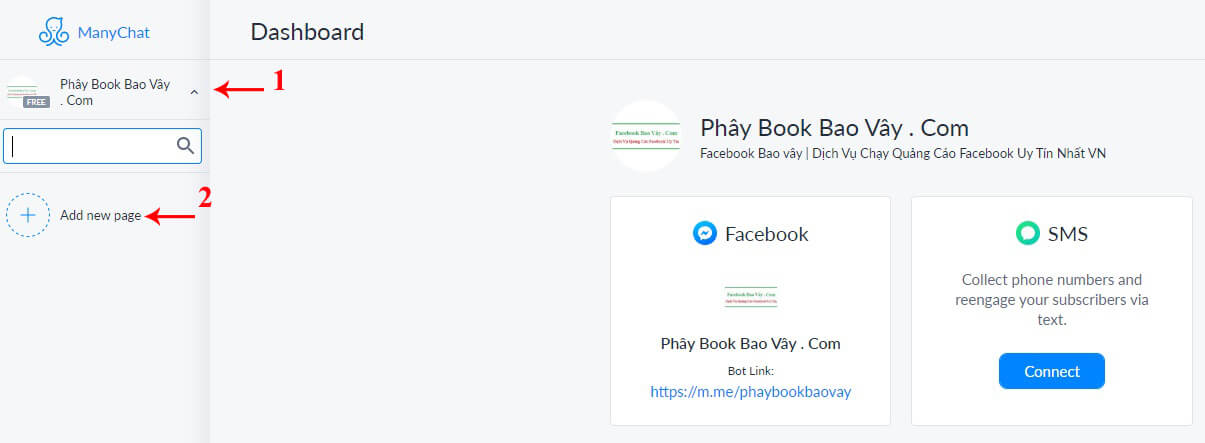 ManyChat
Dashboard
Phây Book Bao Vây
. Com
FREE
1
Add new page
2
Facebook Bao Vây . Com
Dịch Vụ Quảng Cáo Facebook Uy Tín
Phây Book Bao Vây . Com
Facebook Bao vây | Dịch Vụ Chạy Quảng Cáo Facebook Uy Tín Nhất VN
Facebook
Facebook Bao Vây . Com
Phây Book Bao Vây . Com
Bot Link:
https://m.me/phaybookbaovay
SMS
Collect phone numbers and
reengage your subscribers via
text.
Connect